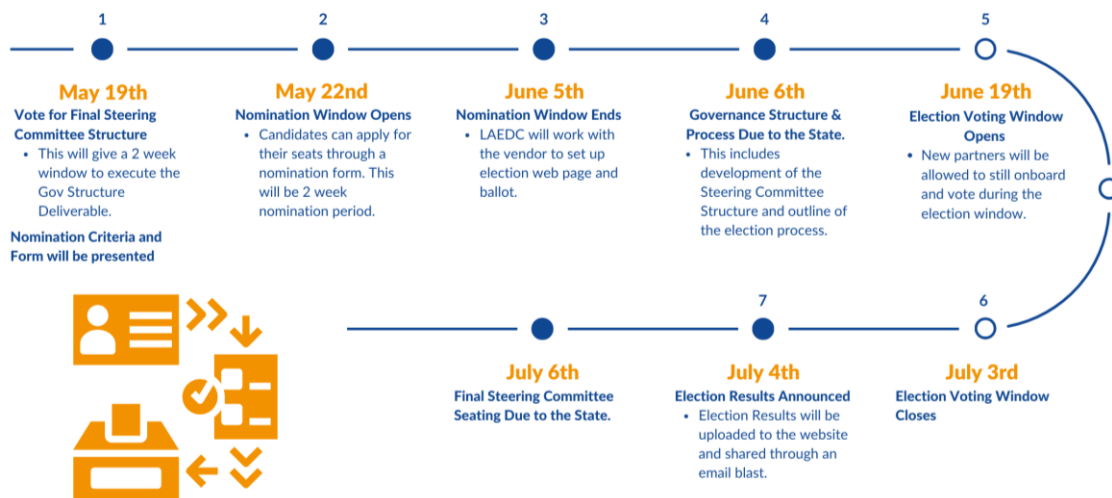 1
May 19th
Vote for Final Steering
Committee Structure
• This will give a 2 week
window to execute the
Gov Structure
Deliverable.
Nomination Criteria and
Form will be presented
2
May 22nd
Nomination Window Opens
• Candidates can apply for
their seats through a
nomination form. This
will be 2 week
nomination period.
3
June 5th
Nomination Window Ends
• LAEDC will work with
the vendor to set up
election web page and
ballot.
4
June 6th
Governance Structure &
Process Due to the State.
• This includes
development of the
Steering Committee
Structure and outline of
the election process.
5
June 19th
Election Voting Window
Opens
• New partners will be
allowed to still onboard
and vote during the
election window.
6
July 3rd
Election Voting Window
Closes
7
July 4th
Election Results Announced
• Election Results will be
uploaded to the website
and shared through an
email blast.
July 6th
Final Steering Committee
Seating Due to the State.